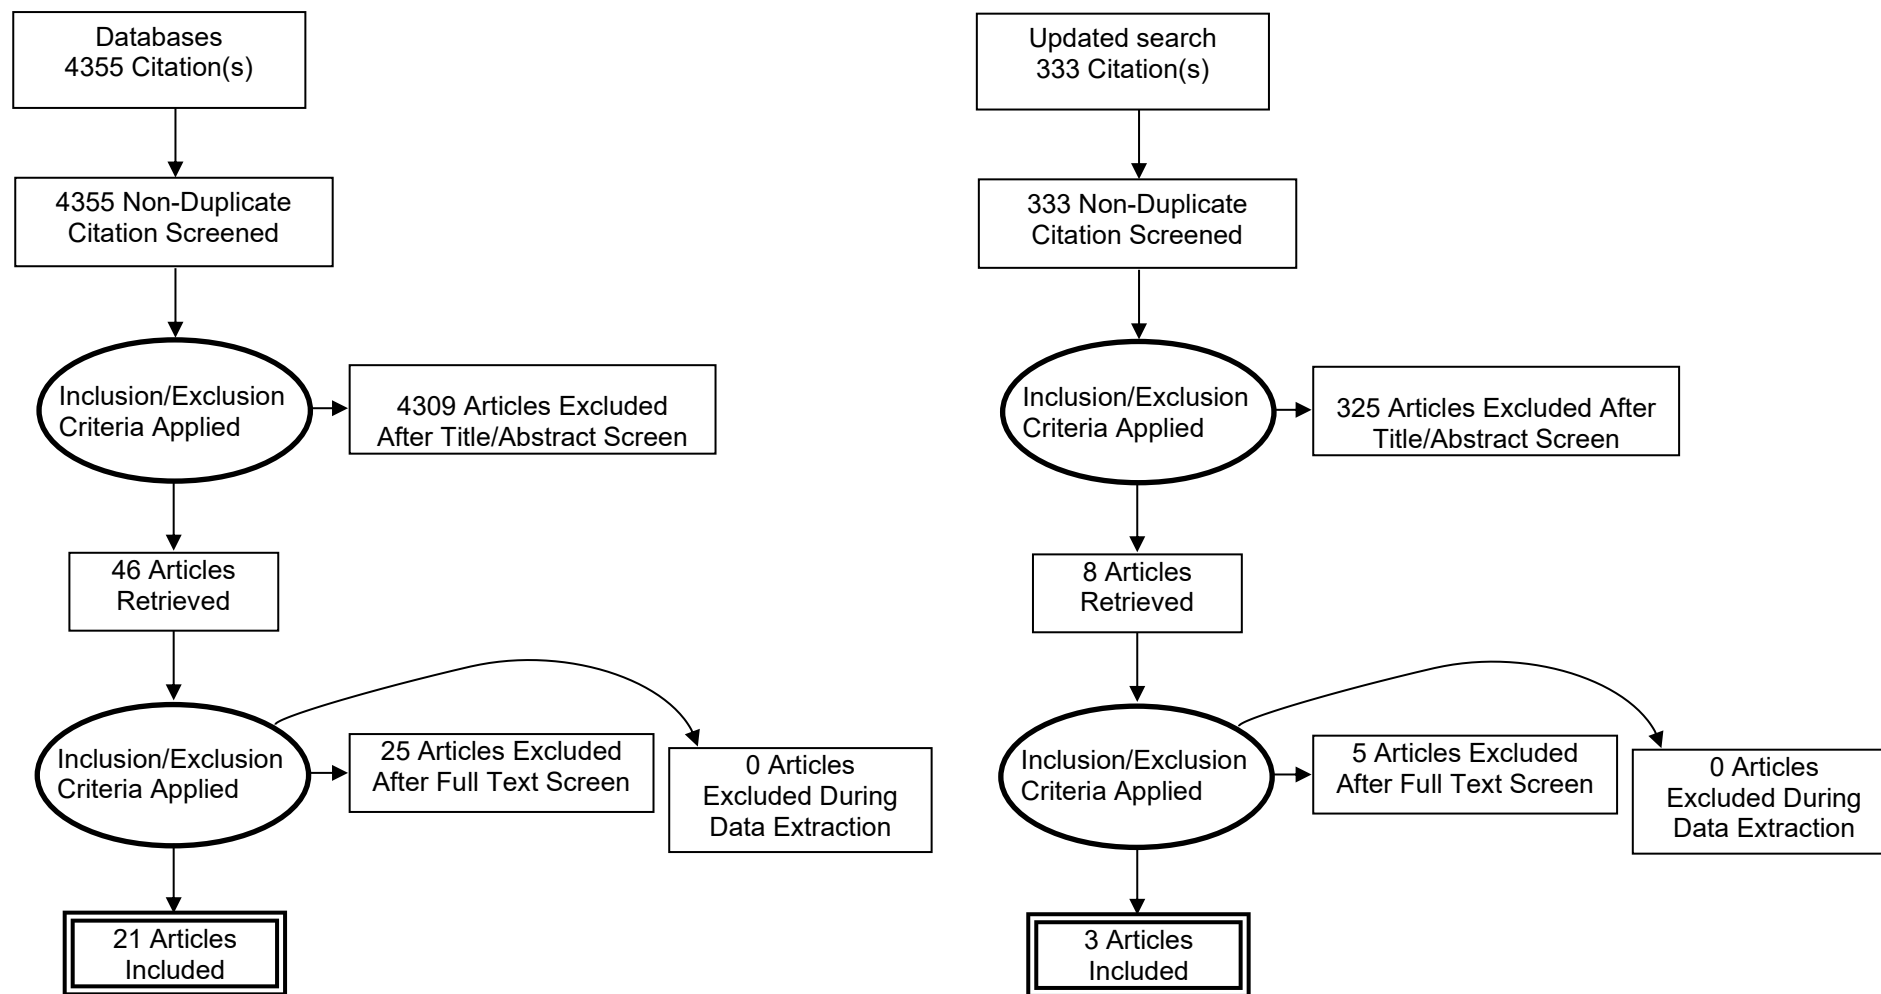 Databases
4355 Citation(s)
4355 Non-Duplicate
Citation Screened
Inclusion/Exclusion
Criteria Applied
4309 Articles Excluded
After Title/Abstract Screen
46 Articles
Retrieved
Inclusion/Exclusion
Criteria Applied
25 Articles Excluded
After Full Text Screen
0 Articles
Excluded During
Data Extraction
21 Articles
Included
Updated search
333 Citation(s)
333 Non-Duplicate
Citation Screened
Inclusion/Exclusion
Criteria Applied
325 Articles Excluded After
Title/Abstract Screen
8 Articles
Retrieved
Inclusion/Exclusion
Criteria Applied
5 Articles Excluded
After Full Text Screen
0 Articles
Excluded During
Data Extraction
3 Articles
Included